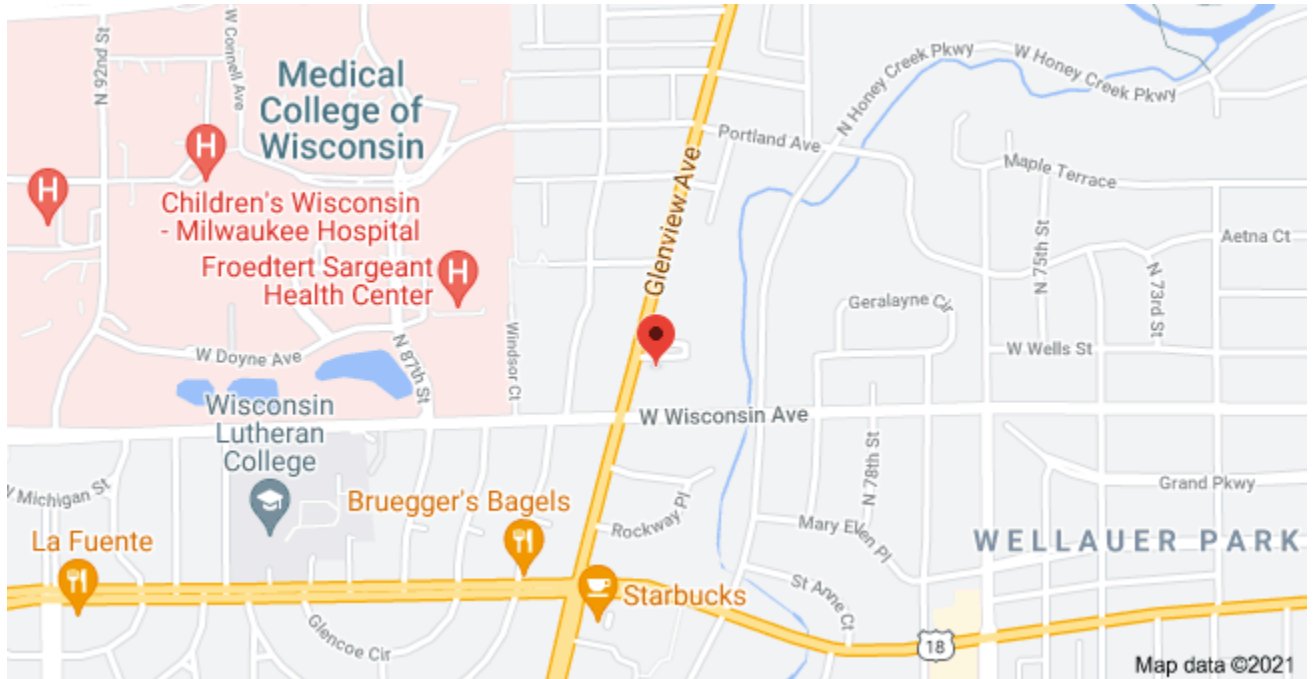 N 92nd St
W Connell Ave
Medical
College of
Wisconsin
Portland Ave
N Honey Creek Pkwy
W Honey Creek Pkwy
H
H
Children's Wisconsin
- Milwaukee Hospital
Maple Terrace
Froedtert Sargeant
Health Center
H
Glenview Ave
N 75th St
Aetna Ct
N 73rd St
Geralayne Cir
W Doyne Ave
N 87th St
Windsor Ct
W Wells St
Wisconsin
Lutheran
College
W Wisconsin Ave
N 78th St
W Michigan St
Grand Pkwy
Bruegger's Bagels
Rockway Pl
Mary Ellen Pl
WELLAUER PARK
La Fuente
Starbucks
St Anne Ct
Glencoe Cir
18
Map data ©2021